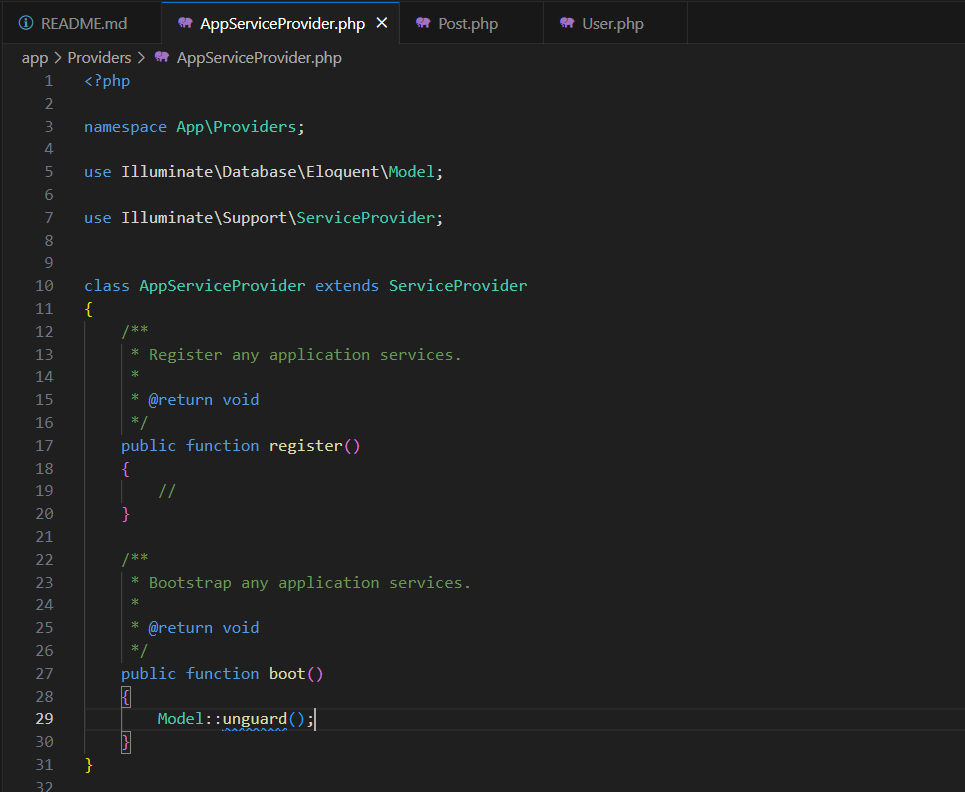 README.md AppServiceProvider.php Post.php User.php
app > Providers > AppServiceProvider.php
1 <?php
2
3 namespace App\Providers;
4
5 use Illuminate\Database\Eloquent\Model;
6
7 use Illuminate\Support\ServiceProvider;
8
9
10 class AppServiceProvider extends ServiceProvider
11 {
12     /**
13      * Register any application services.
14      *
15      * @return void
16      */
17     public function register()
18     {
19         //
20     }
21
22     /**
23      * Bootstrap any application services.
24      *
25      * @return void
26      */
27     public function boot()
28     {
29         Model::unguard();
30     }
31 }
32